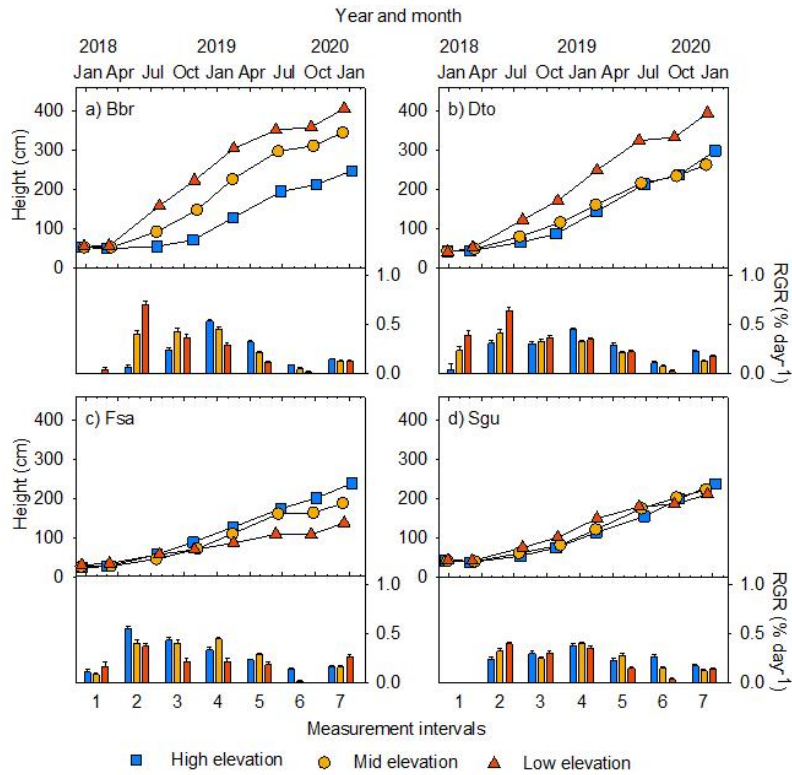 Year and month
2018 2019 2020 2018 2019 2020
Jan Apr Jul Oct Jan Apr Jul Oct Jan Jan Apr Jul Oct Jan Apr Jul Oct Jan
a) Bbr b) Dto
400 400
300 300
200 200
100 100
0 0
Height (cm)
1.0 1.0
0.5 0.5
0.0 0.0
RGR (% day-1)
c) Fsa d) Sgu
400 400
300 300
200 200
100 100
0 0
Height (cm)
1.0 1.0
0.5 0.5
0.0 0.0
RGR (% day-1)
1 2 3 4 5 6 7 1 2 3 4 5 6 7
Measurement intervals
High elevation Mid elevation Low elevation